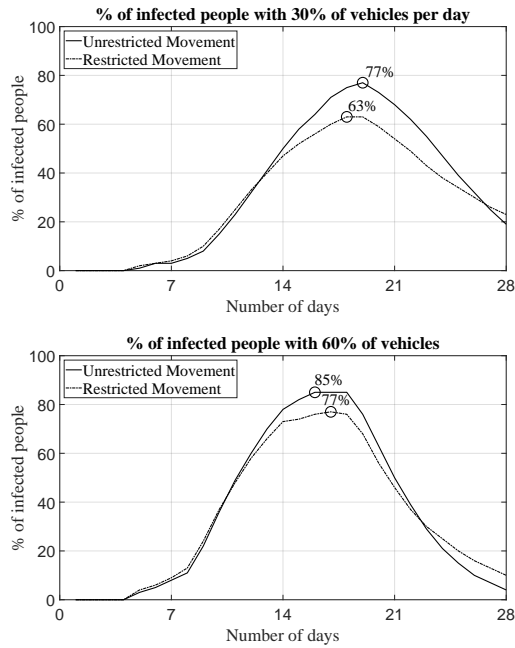 % of infected people with 30% of vehicles per day
100
Unrestricted Movement
Restricted Movement
77%
80
63%
60
40
20
0
% of infected people
0 7 14 21 28
Number of days
% of infected people with 60% of vehicles
100
Unrestricted Movement
Restricted Movement
85%
77%
80
60
40
20
0
% of infected people
0 7 14 21 28
Number of days